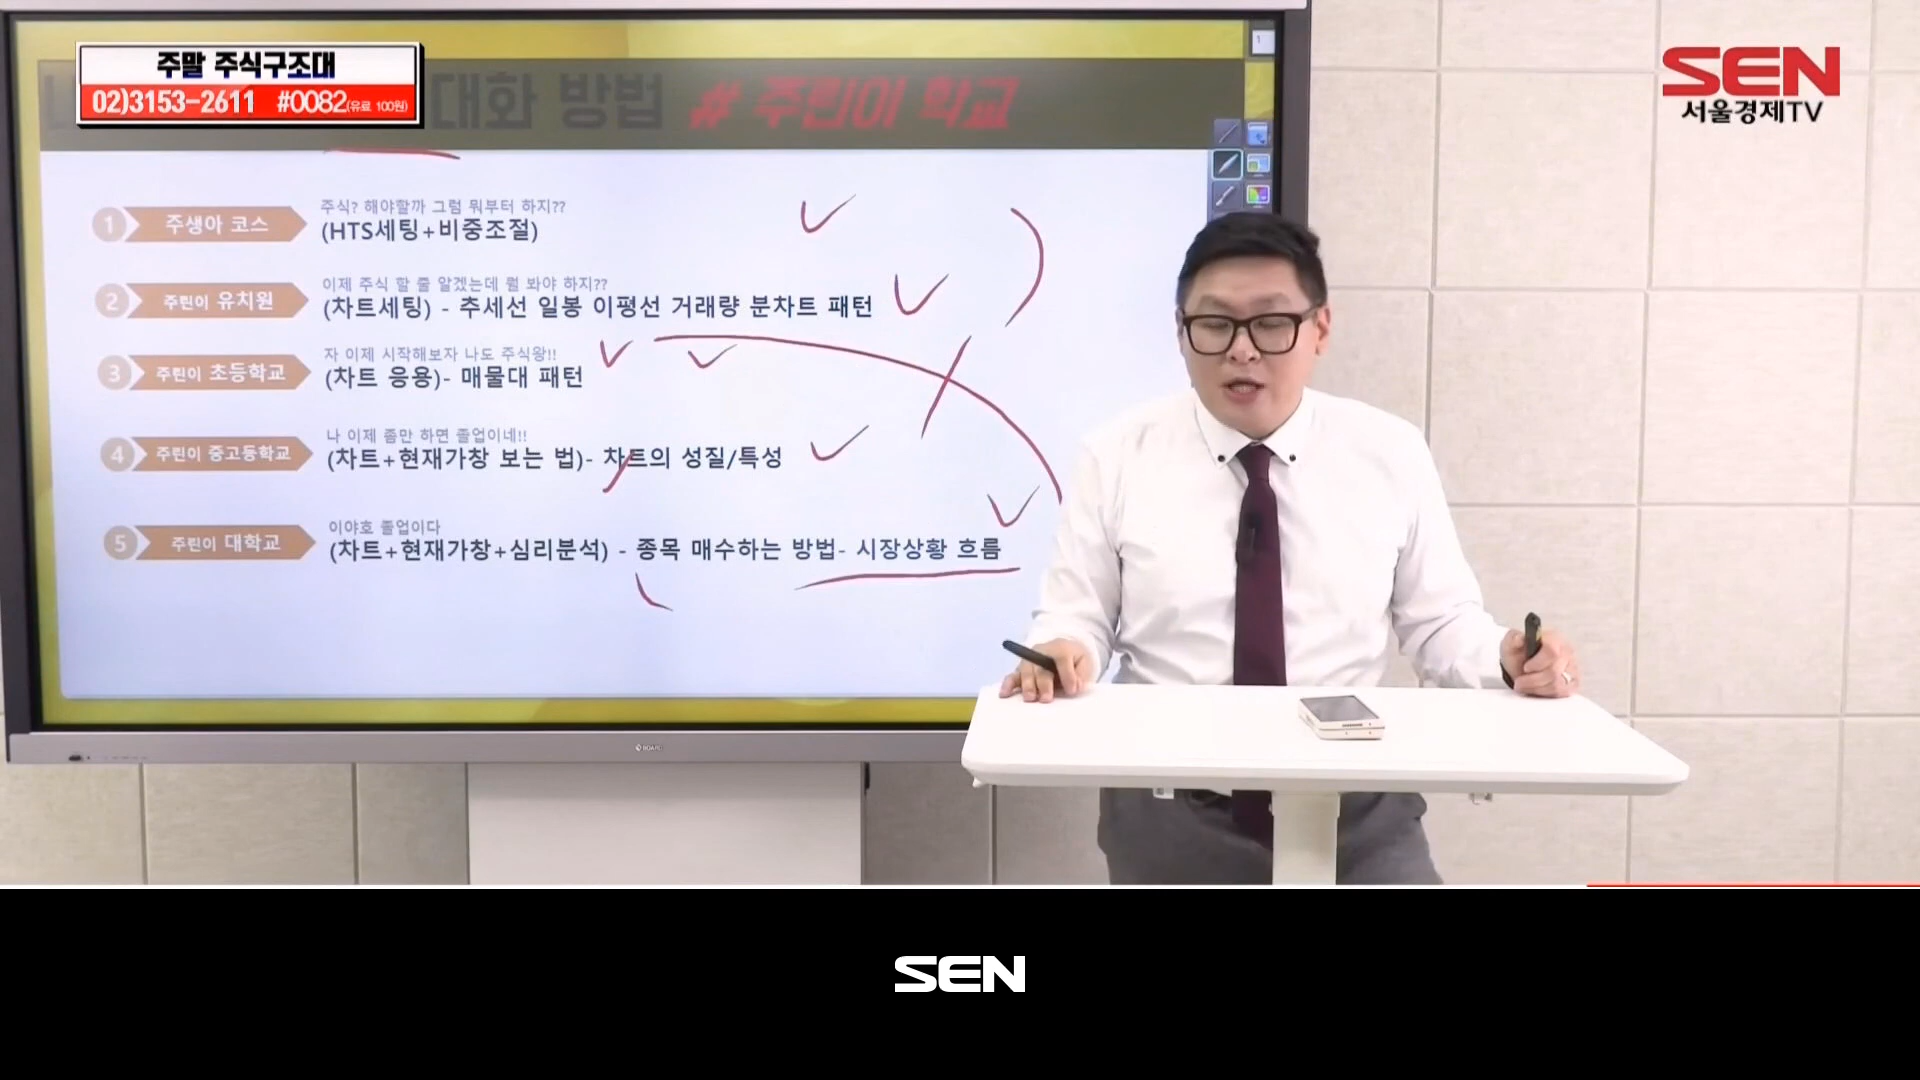 주말 주식구조대
02)3153-2611 #0082(유료 100원)
대화 방법 # 주린이 학교
SEN
서울경제TV
1
주식? 해야할까 그럼 뭐부터 하지??
1 주생아 코스 (HTS세팅+비중조절)
이제 주식 할 줄 알겠는데 뭘 봐야 하지??
2 주린이 유치원 (차트세팅) - 추세선 일봉 이평선 거래량 분차트 패턴
자 이제 시작해보자 나도 주식왕!!
3 주린이 초등학교 (차트 응용)- 매물대 패턴
나 이제 좀만 하면 졸업이네!!
4 주린이 중고등학교 (차트+현재가창 보는 법)- 차트의 성질/특성
이야호 졸업이다
5 주린이 대학교 (차트+현재가창+심리분석) - 종목 매수하는 방법- 시장상황 흐름
SEN